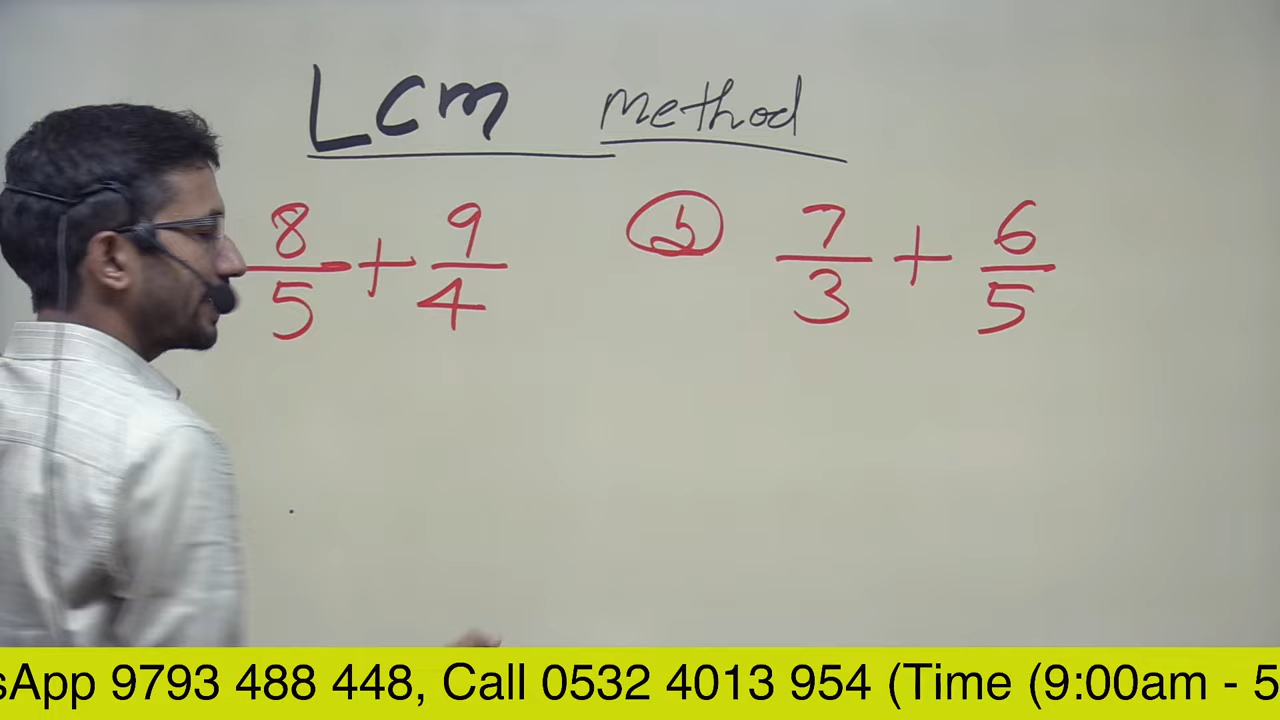 Lcm method
8/5 + 9/4 b 7/3 + 6/5
sApp 9793 488 448, Call 0532 4013 954 (Time (9:00am - 5